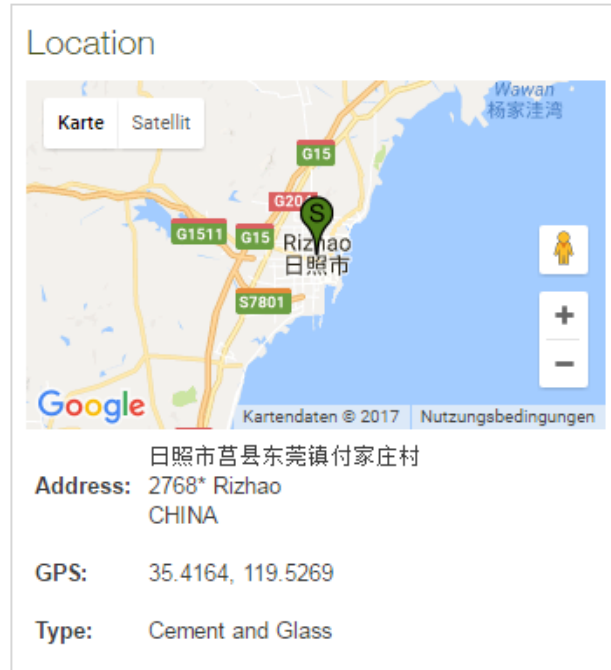 Location
Wawan
杨家洼湾
Karte Satellit
G15
G204
G1511 G15
Rizhao
日照市
S
S7801
+
−
Google
Kartendaten © 2017 Nutzungsbedingungen
日照市莒县东莞镇付家庄村
Address: 2768* Rizhao
CHINA
GPS: 35.4164, 119.5269
Type: Cement and Glass